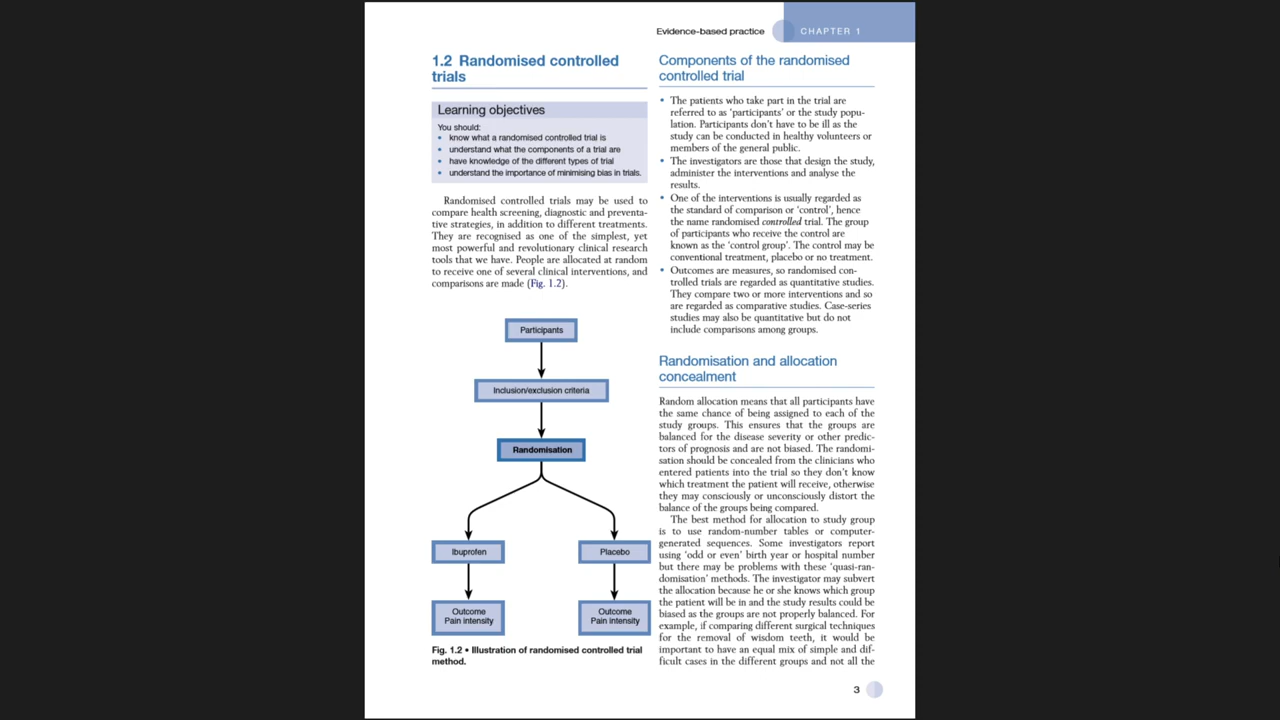 Evidence-based practice
CHAPTER 1
1.2 Randomised controlled
trials
Learning objectives
You should:
• know what a randomised controlled trial is
• understand what the components of a trial are
• have knowledge of the different types of trial
• understand the importance of minimising bias in trials.
Randomised controlled trials may be used to
compare health screening, diagnostic and preventa-
tive strategies, in addition to different treatments.
They are recognised as one of the simplest, yet
most powerful and revolutionary clinical research
tools that we have. People are allocated at random
to receive one of several clinical interventions, and
comparisons are made (Fig. 1.2).
Participants
Inclusion/exclusion criteria
Randomisation
Ibuprofen
Placebo
Outcome
Pain intensity
Outcome
Pain intensity
Fig. 1.2 • Illustration of randomised controlled trial
method.
Components of the randomised
controlled trial
• The patients who take part in the trial are
referred to as ‘participants’ or the study popu-
lation. Participants don’t have to be ill as the
study can be conducted in healthy volunteers or
members of the general public.
• The investigators are those that design the study,
administer the interventions and analyse the
results.
• One of the interventions is usually regarded as
the standard of comparison or ‘control’, hence
the name randomised controlled trial. The group
of participants who receive the control are
known as the ‘control group’. The control may be
conventional treatment, placebo or no treatment.
• Outcomes are measures, so randomised con-
trolled trials are regarded as quantitative studies.
They compare two or more interventions and so
are regarded as comparative studies. Case-series
studies may also be quantitative but do not
include comparisons among groups.
Randomisation and allocation
concealment
Random allocation means that all participants have
the same chance of being assigned to each of the
study groups. This ensures that the groups are
balanced for the disease severity or other predic-
tors of prognosis and are not biased. The randomi-
sation should be concealed from the clinicians who
entered patients into the trial so they don’t know
which treatment the patient will receive, otherwise
they may consciously or unconsciously distort the
balance of the groups being compared.
The best method for allocation to study group
is to use random-number tables or computer-
generated sequences. Some investigators report
using ‘odd or even’ birth year or hospital number
but there may be problems with these ‘quasi-ran-
domisation’ methods. The investigator may subvert
the allocation because he or she knows which group
the patient will be in and the study results could be
biased as the groups are not properly balanced. For
example, if comparing different surgical techniques
for the removal of wisdom teeth, it would be
important to have an equal mix of simple and dif-
ficult cases in the different groups and not all the
3